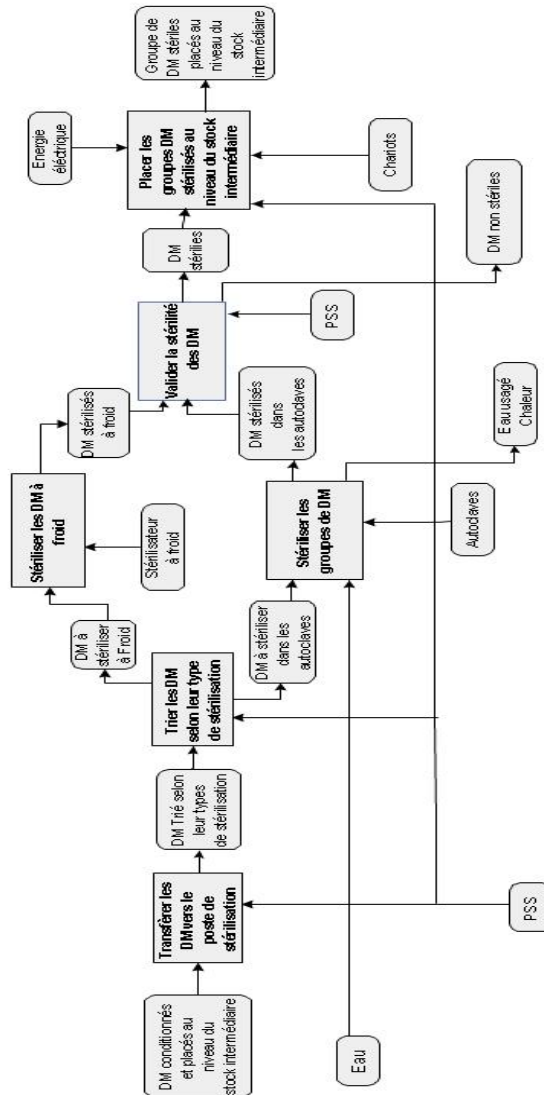 DM conditionnés
et placés au
niveau du
stock intermédiaire
Transférer les
DM vers le
poste de
stérilisation
DM Trié selon
leur types
de stérilisation
Trier les DM
selon leur type
de stérilisation
DM à
stériliser
à Froid
Stériliser les DM à
froid
Stérilisateur
à froid
DM stérilisés
à froid
DM à stériliser
dans les
autoclaves
Stériliser les
groupes de DM
Autoclaves
Eau usagé
Chaleur
DM stérilisés
dans
les autoclaves
Valider la stérilité
des DM
PSS
DM non stériles
DM
stériles
Placer les
groupes DM
stérilisés au
niveau du stock
intermédiaire
Energie
éléctrique
Chariots
Groupe de
DM stériles
placés au
niveau du
stock
intermédiaire
Eau
PSS